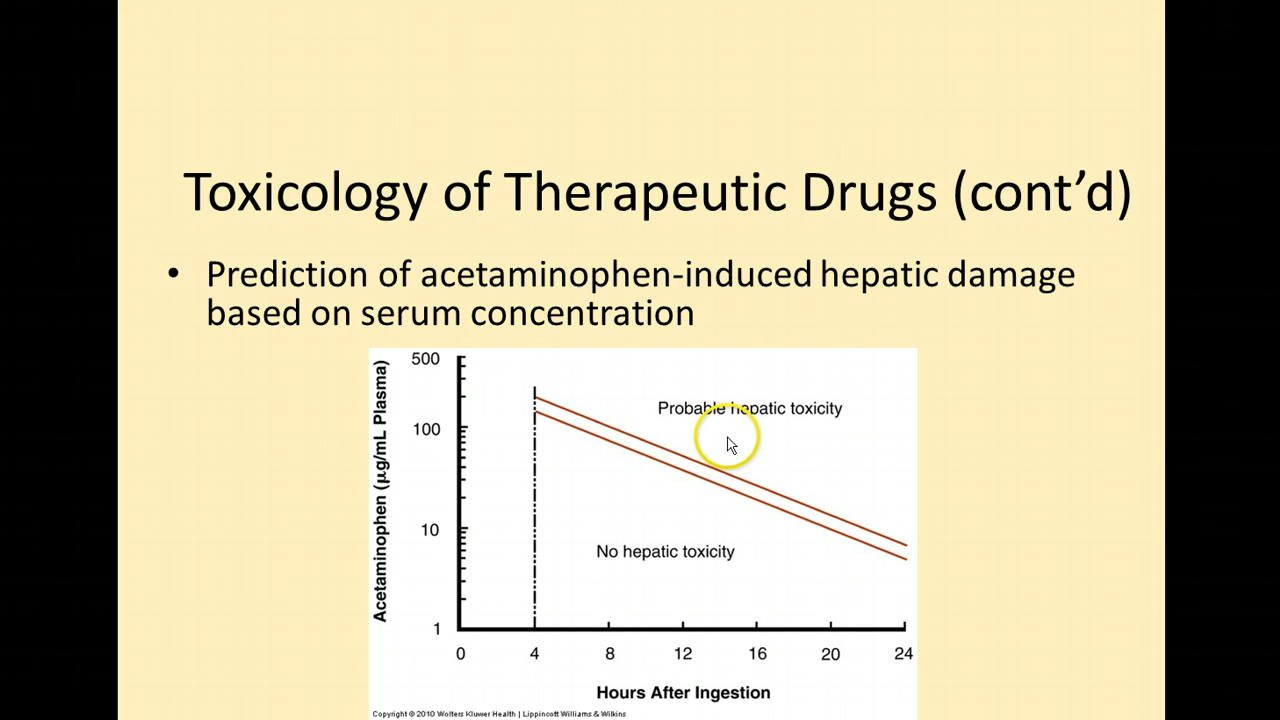 Toxicology of Therapeutic Drugs (cont’d)
• Prediction of acetaminophen-induced hepatic damage
based on serum concentration
Acetaminophen (µg/mL Plasma)
500
100
10
1
Probable hepatic toxicity
No hepatic toxicity
0 4 8 12 16 20 24
Hours After Ingestion
Copyright © 2010 Wolters Kluwer Health | Lippincott Williams & Wilkins